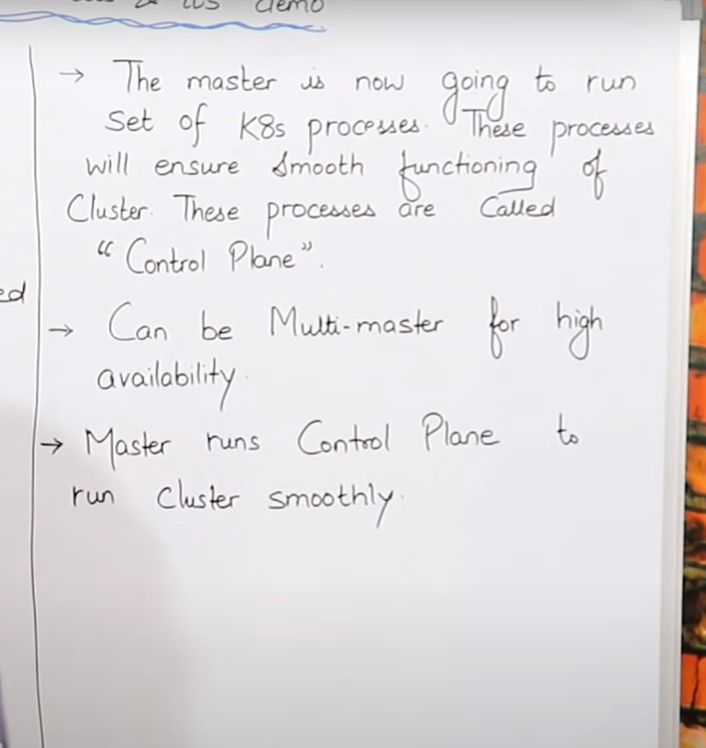 demo
→ The master is now going to run
Set of K8s processes. These processes
will ensure smooth functioning of
Cluster. These processes are Called
“Control Plane”.
ed
→ Can be Multi-master for high
availability.
→ Master runs Control Plane to
run Cluster smoothly.